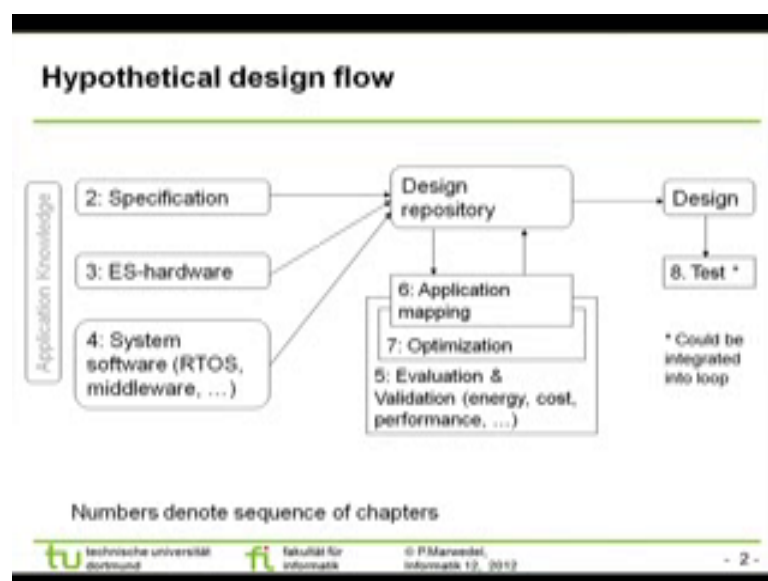 Hypothetical design flow
Application Knowledge
2: Specification
3: ES-hardware
4: System
software (RTOS,
middleware, …)
Design
repository
6: Application
mapping
7: Optimization
5: Evaluation &
Validation (energy, cost,
performance, …)
Design
8. Test *
* Could be
integrated
into loop
Numbers denote sequence of chapters
tu technische universität
dortmund
fi fakultät für
informatik
© P.Marwedel,
Informatik 12, 2012
- 2 -